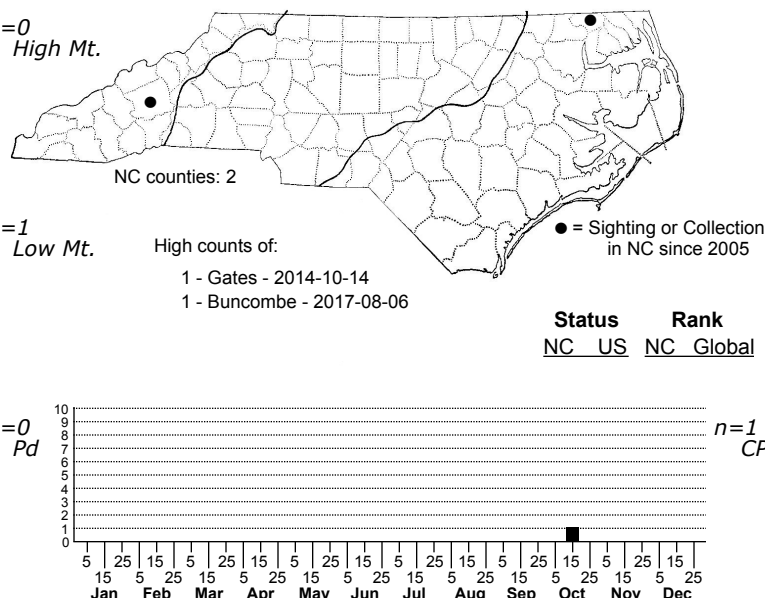 =0
High Mt.
NC counties: 2
=1
Low Mt.
High counts of:
1 - Gates - 2014-10-14
1 - Buncombe - 2017-08-06
● = Sighting or Collection
in NC since 2005
Status Rank
NC US NC Global
=0
Pd
n=1
CP
10
9
8
7
6
5
4
3
2
1
0
5 25 15 5 25 15 5 25 15 5 25 15 5 25 15 5 25 15
15 5 25 15 5 25 15 5 25 15 5 25 15 5 25 15 5 25
Jan Feb Mar Apr May Jun Jul Aug Sep Oct Nov Dec